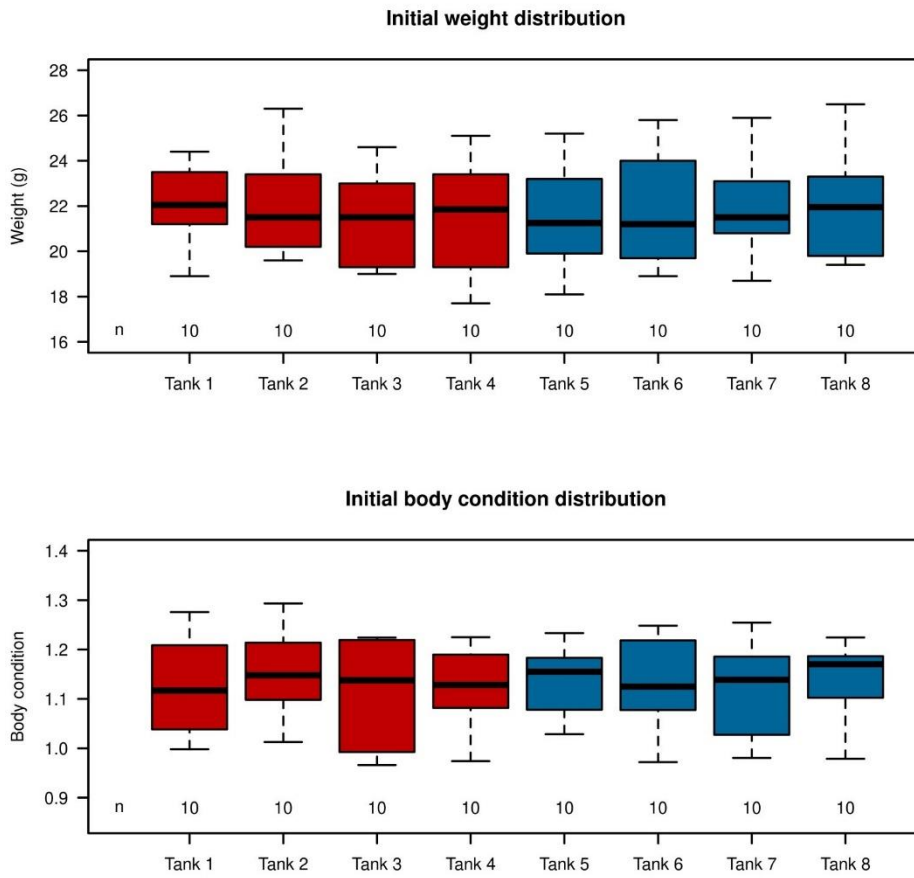 Initial weight distribution
28
26
24
22
20
18
16
Weight (g)
n 10 10 10 10 10 10 10 10
Tank 1 Tank 2 Tank 3 Tank 4 Tank 5 Tank 6 Tank 7 Tank 8
Initial body condition distribution
1.4
1.3
1.2
1.1
1.0
0.9
Body condition
n 10 10 10 10 10 10 10 10
Tank 1 Tank 2 Tank 3 Tank 4 Tank 5 Tank 6 Tank 7 Tank 8